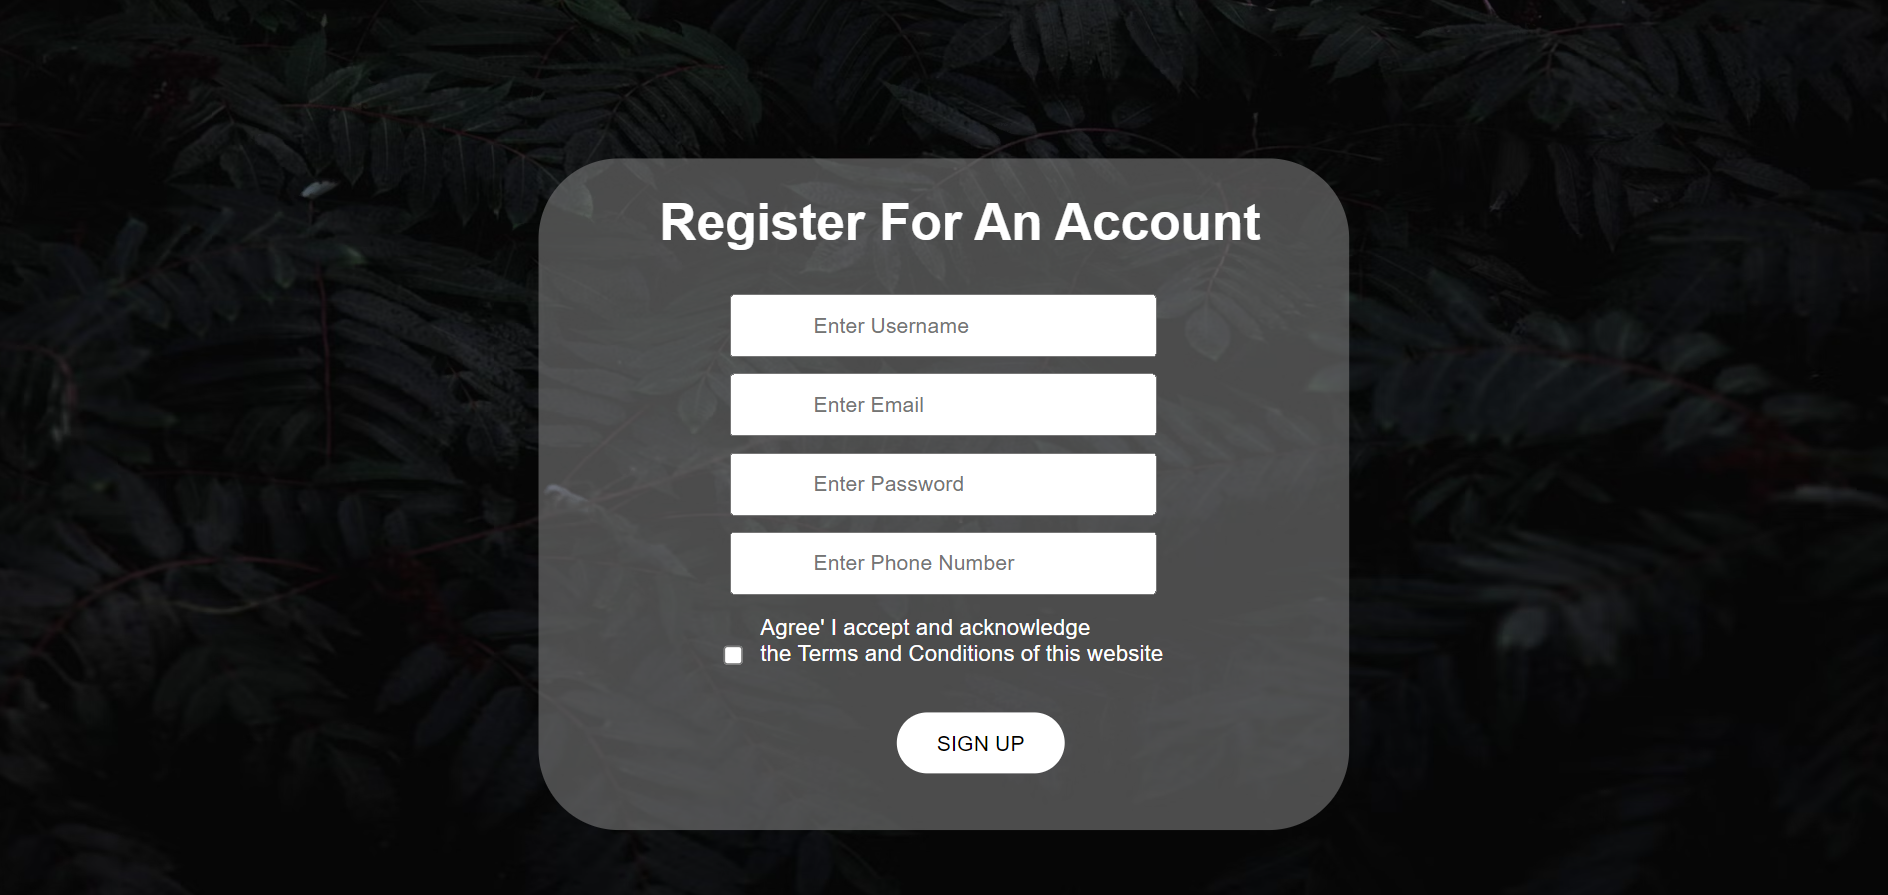 Register For An Account
Enter Username
Enter Email
Enter Password
Enter Phone Number
Agree' I accept and acknowledge
the Terms and Conditions of this website
SIGN UP